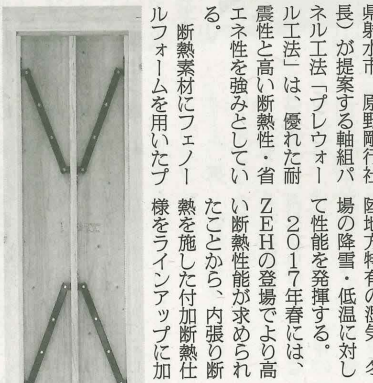 県射水市　原野剛行社
長）が提案する軸組パ
ネル工法「プレウォー
ル工法」は、優れた耐
震性と高い断熱性・省
エネ性を強みとしてい
る。
　断熱素材にフェノー
ルフォームを用いたプ
陸地方特有の湿気、冬
場の降雪・低温に対し
て性能を発揮する。
　２０１７年春には、
ＺＥＨの登場でより高
い断熱性能が求められ
たことから、内張り断
熱を施した付加断熱仕
様をラインアップに加